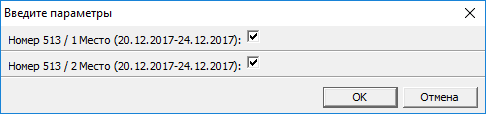 Введите параметры
Номер 513 / 1 Место (20.12.2017-24.12.2017):
Номер 513 / 2 Место (20.12.2017-24.12.2017):
OK Отмена